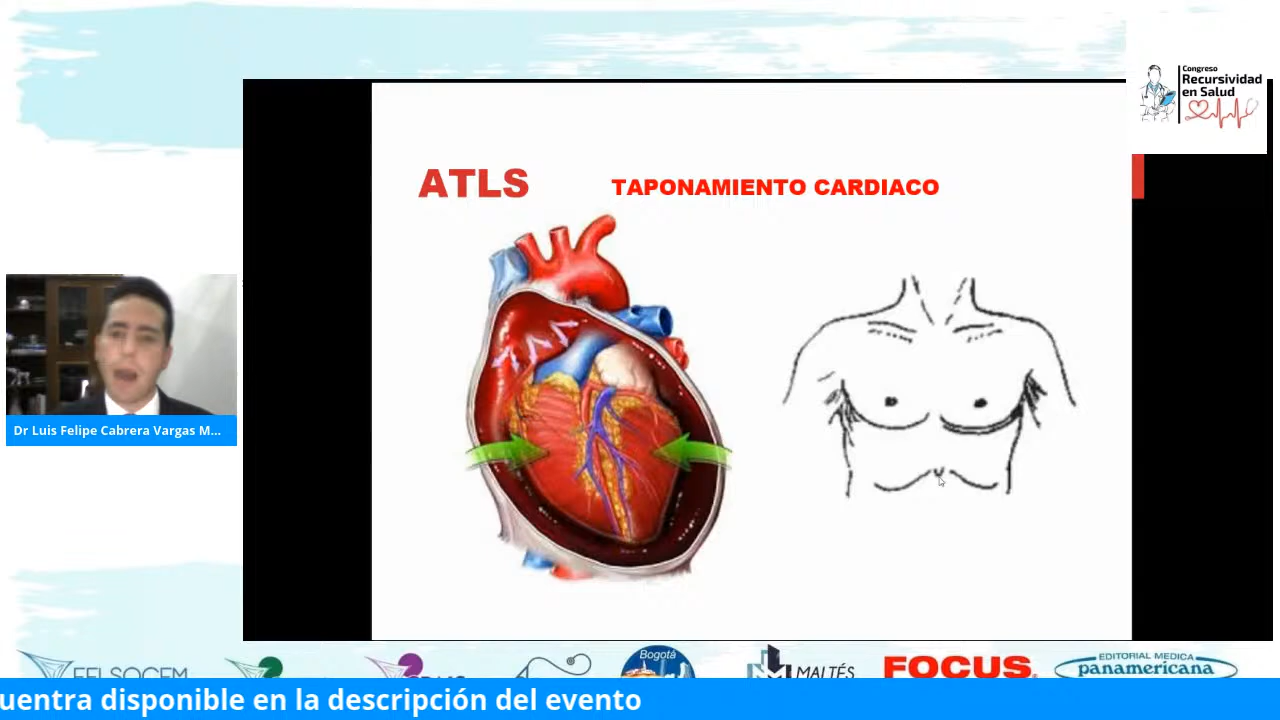 Congreso
Recursividad
en Salud
ATLS
TAPONAMIENTO CARDIACO
Dr Luis Felipe Cabrera Vargas M...
Bogotá
MALTÉS
FOCUS
EDITORIAL MEDICA
panamericana
uentra disponible en la descripción del evento